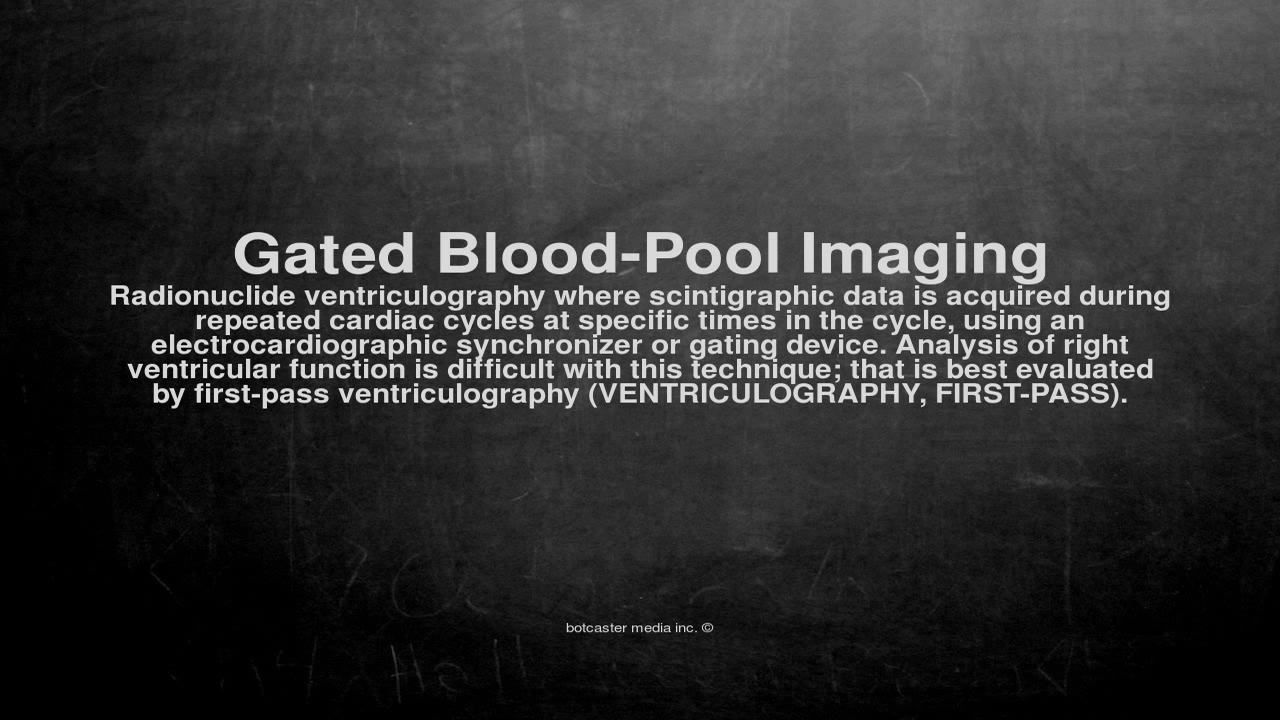 Gated Blood-Pool Imaging
Radionuclide ventriculography where scintigraphic data is acquired during
repeated cardiac cycles at specific times in the cycle, using an
electrocardiographic synchronizer or gating device. Analysis of right
ventricular function is difficult with this technique; that is best evaluated
by first-pass ventriculography (VENTRICULOGRAPHY, FIRST-PASS).
botcaster media inc. ©